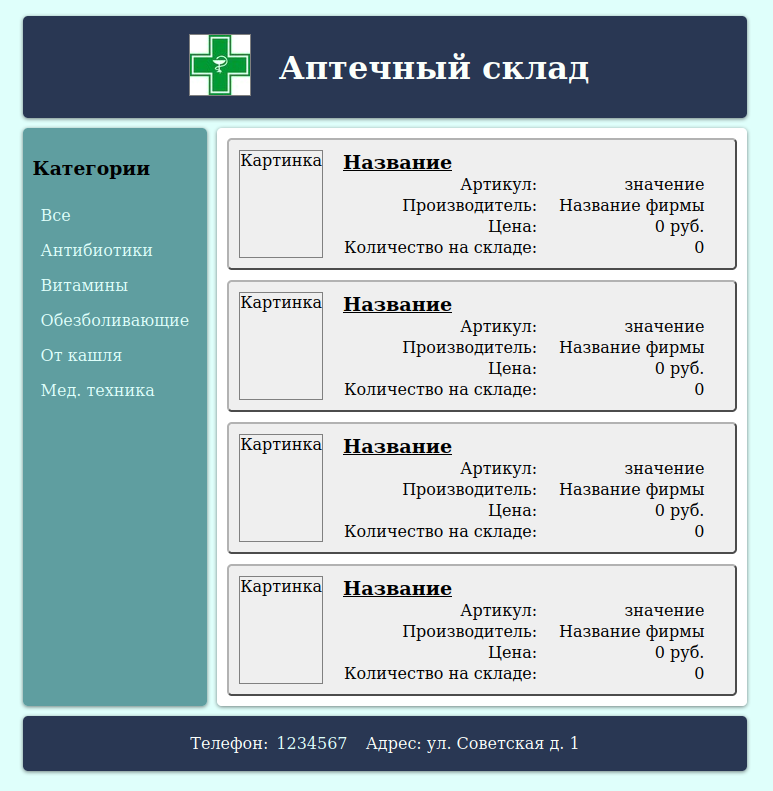 Аптечный склад
Категории
Все
Антибиотики
Витамины
Обезболивающие
От кашля
Мед. техника
Картинка
Название
Артикул: значение
Производитель: Название фирмы
Цена: 0 руб.
Количество на складе: 0
Картинка
Название
Артикул: значение
Производитель: Название фирмы
Цена: 0 руб.
Количество на складе: 0
Картинка
Название
Артикул: значение
Производитель: Название фирмы
Цена: 0 руб.
Количество на складе: 0
Картинка
Название
Артикул: значение
Производитель: Название фирмы
Цена: 0 руб.
Количество на складе: 0
Телефон: 1234567 Адрес: ул. Советская д. 1